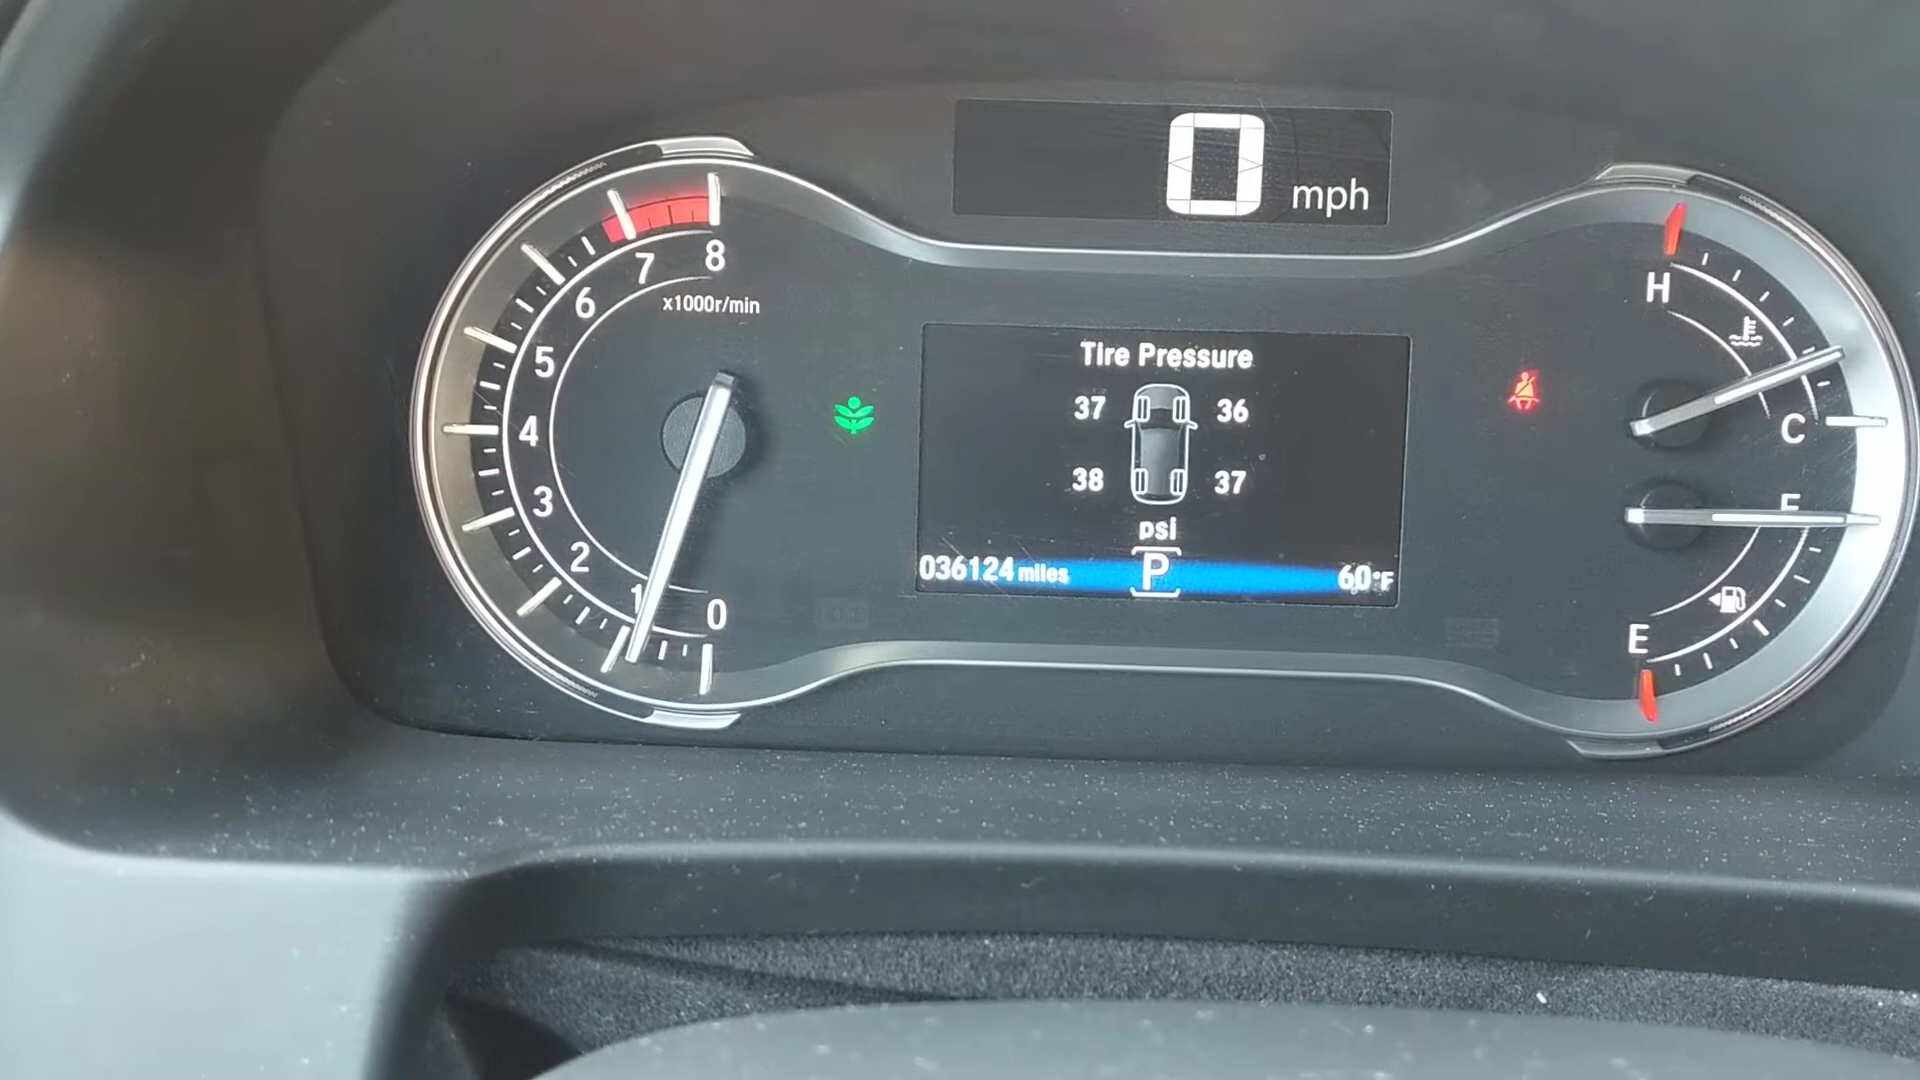 0 mph
8
7
6
x1000r/min
5
4
3
2
1
0
Tire Pressure
37 36
38 37
psi
036124 miles P 60°F
H
C
F
E